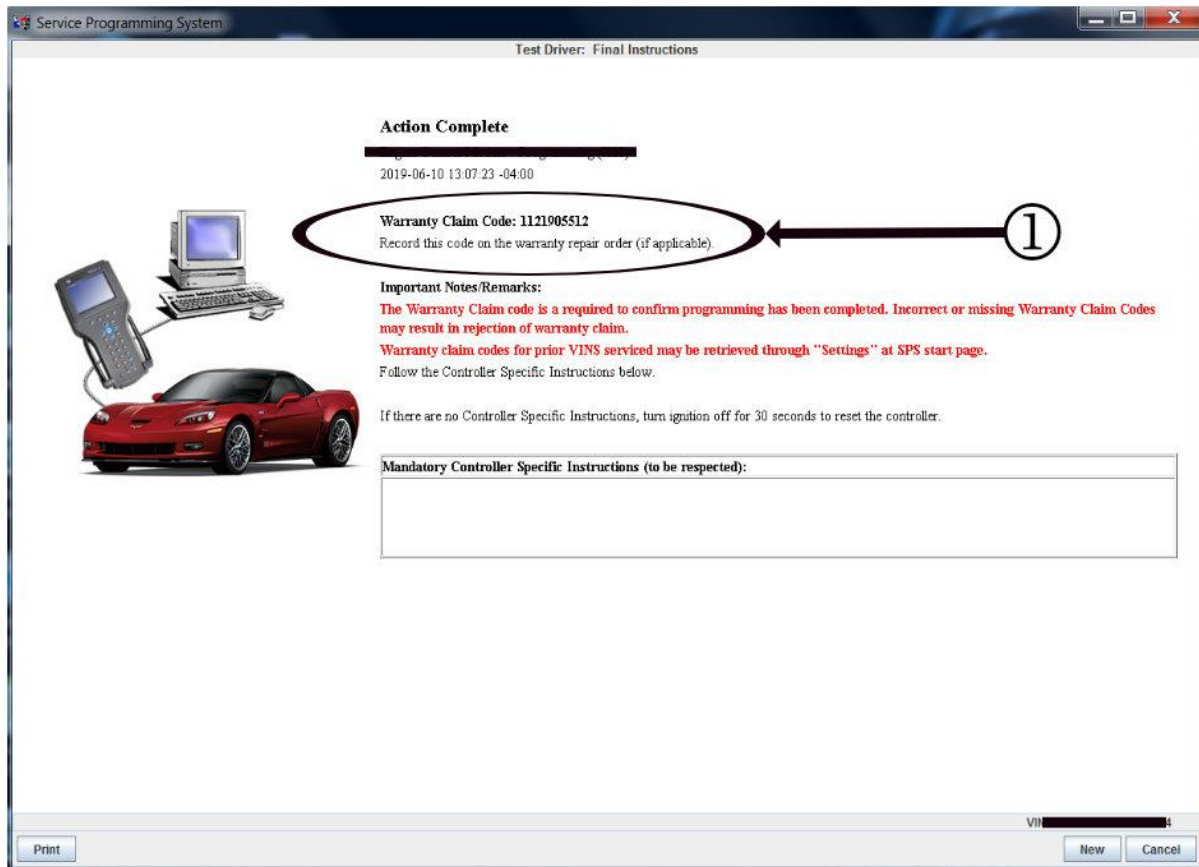 Service Programming System
Test Driver: Final Instructions
Action Complete
2019-06-10 13:07:23 -04:00
Warranty Claim Code: 1121905512
Record this code on the warranty repair order (if applicable).
1
Important Notes/Remarks:
The Warranty Claim code is a required to confirm programming has been completed. Incorrect or missing Warranty Claim Codes
may result in rejection of warranty claim.
Warranty claim codes for prior VINS serviced may be retrieved through "Settings" at SPS start page.
Follow the Controller Specific Instructions below.
If there are no Controller Specific Instructions, turn ignition off for 30 seconds to reset the controller.
Mandatory Controller Specific Instructions (to be respected):
VIN 4
Print New Cancel